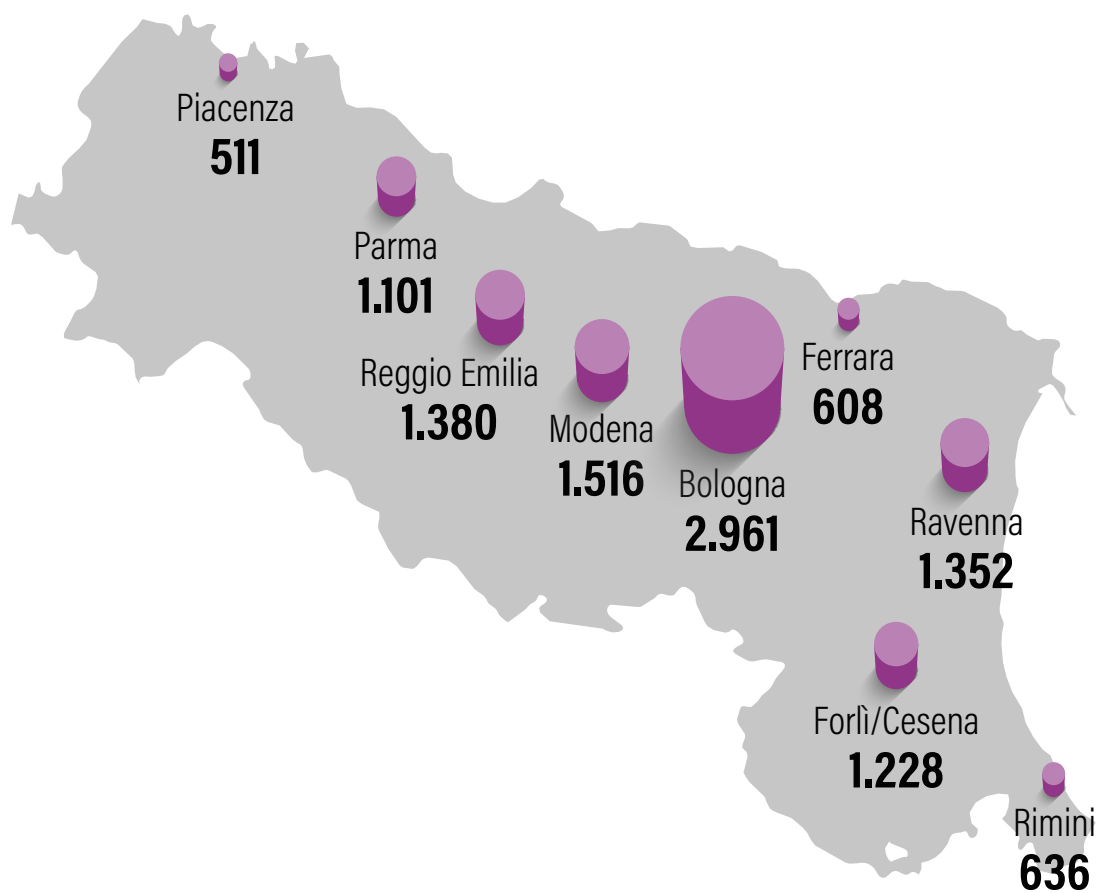 Piacenza
511
Parma
1.101
Reggio Emilia
1.380
Modena
1.516
Bologna
2.961
Ferrara
608
Ravenna
1.352
Forlì/Cesena
1.228
Rimini
636